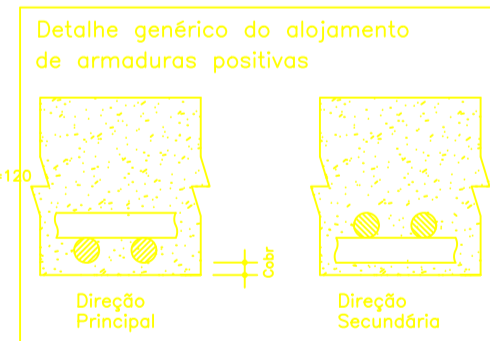 Detalhe genérico do alojamento
de armaduras positivas
120
Cobr
Direção
Principal
Direção
Secundária